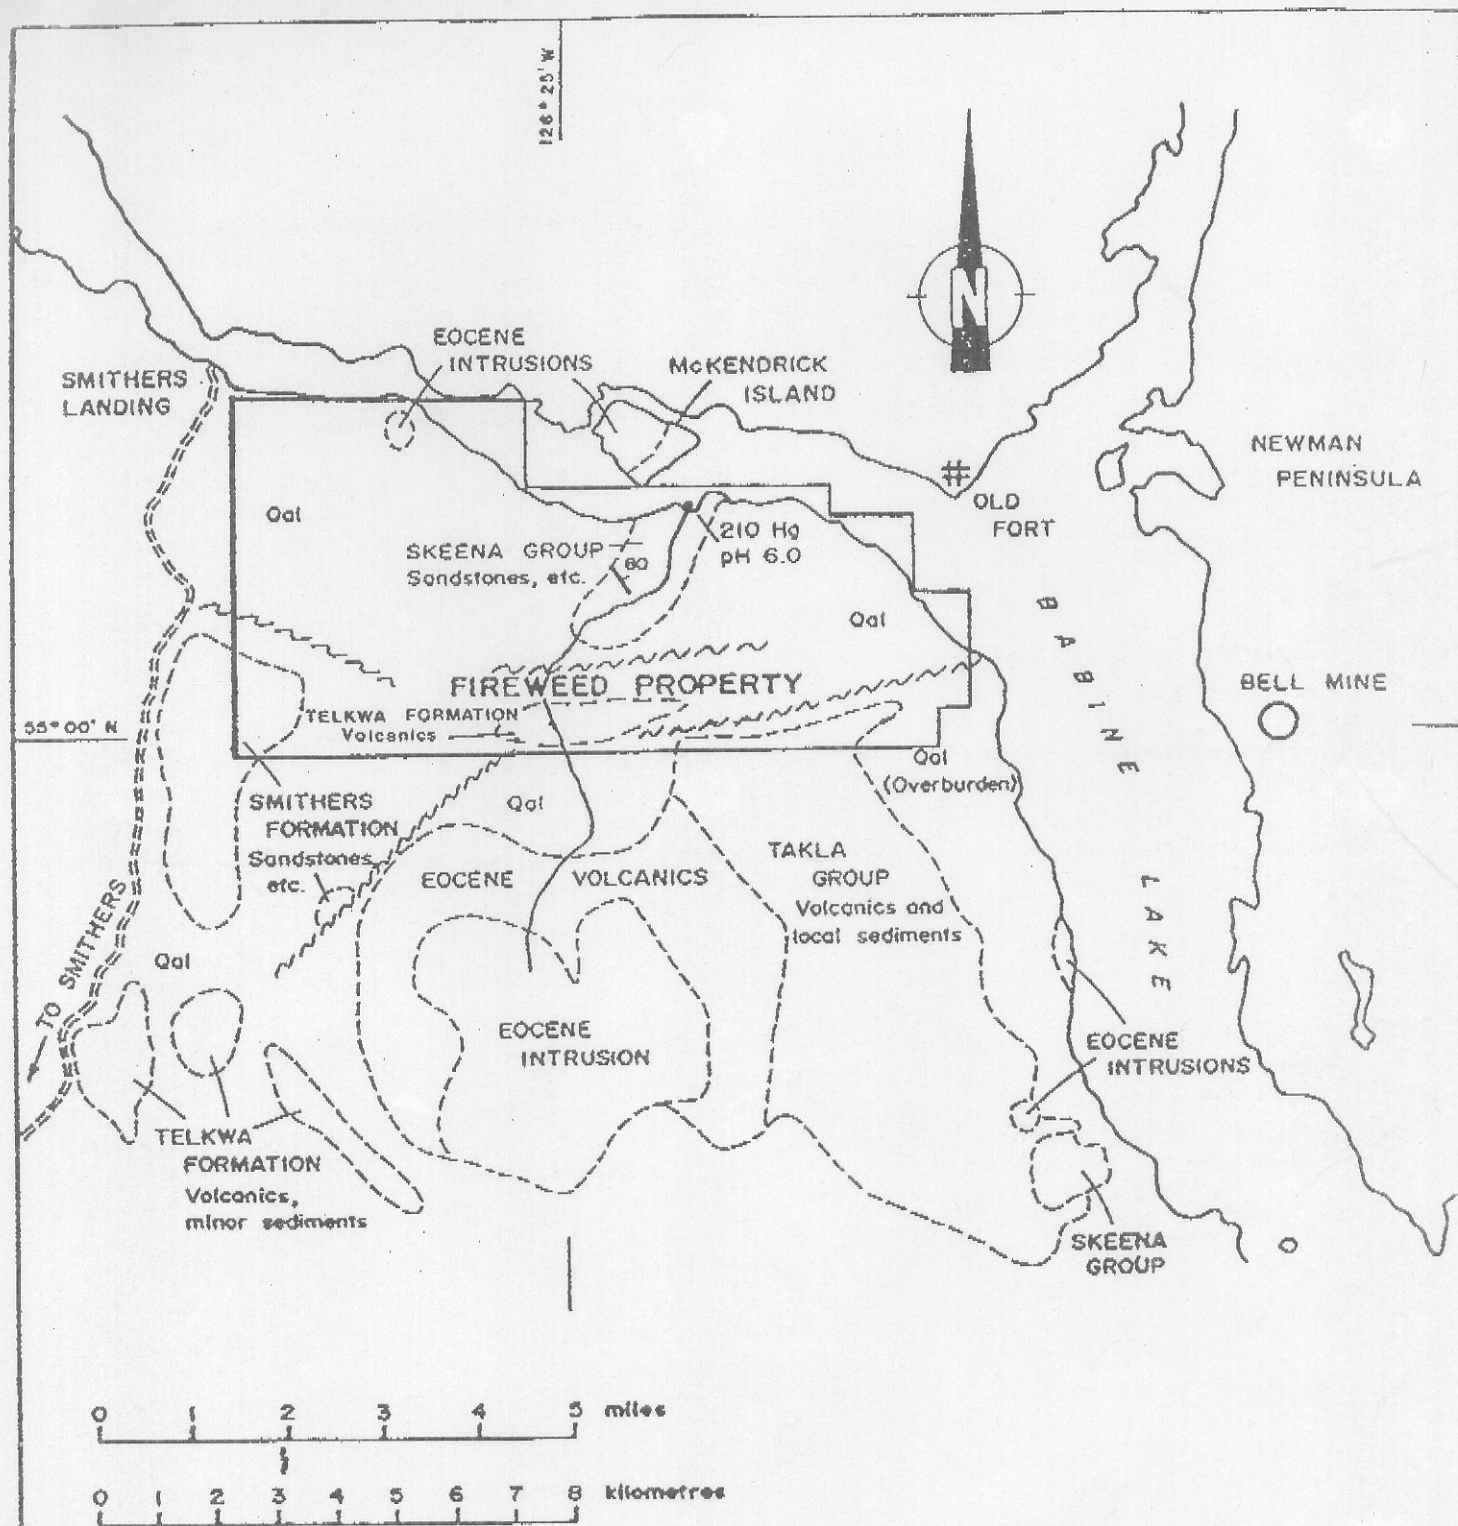 126° 25' W
N
EOCENE
INTRUSIONS
McKENDRICK
ISLAND
SMITHERS
LANDING
NEWMAN
PENINSULA
OLD
FORT
Qal
210 Hg
pH 6.0
SKEENA GROUP
Sandstones, etc.
60
Qal
BABINE LAKE
FIREWEED PROPERTY
BELL MINE
TELKWA FORMATION
Volcanics
55° 00' N
Qal
(Overburden)
SMITHERS
FORMATION
Sandstones,
etc.
Qal
TAKLA
GROUP
Volcanics and
local sediments
EOCENE VOLCANICS
TO SMITHERS
Qal
EOCENE
INTRUSION
EOCENE
INTRUSIONS
TELKWA
FORMATION
Volcanics,
minor sediments
SKEENA
GROUP
0 1 2 3 4 5 miles
0 1 2 3 4 5 6 7 8 kilometres